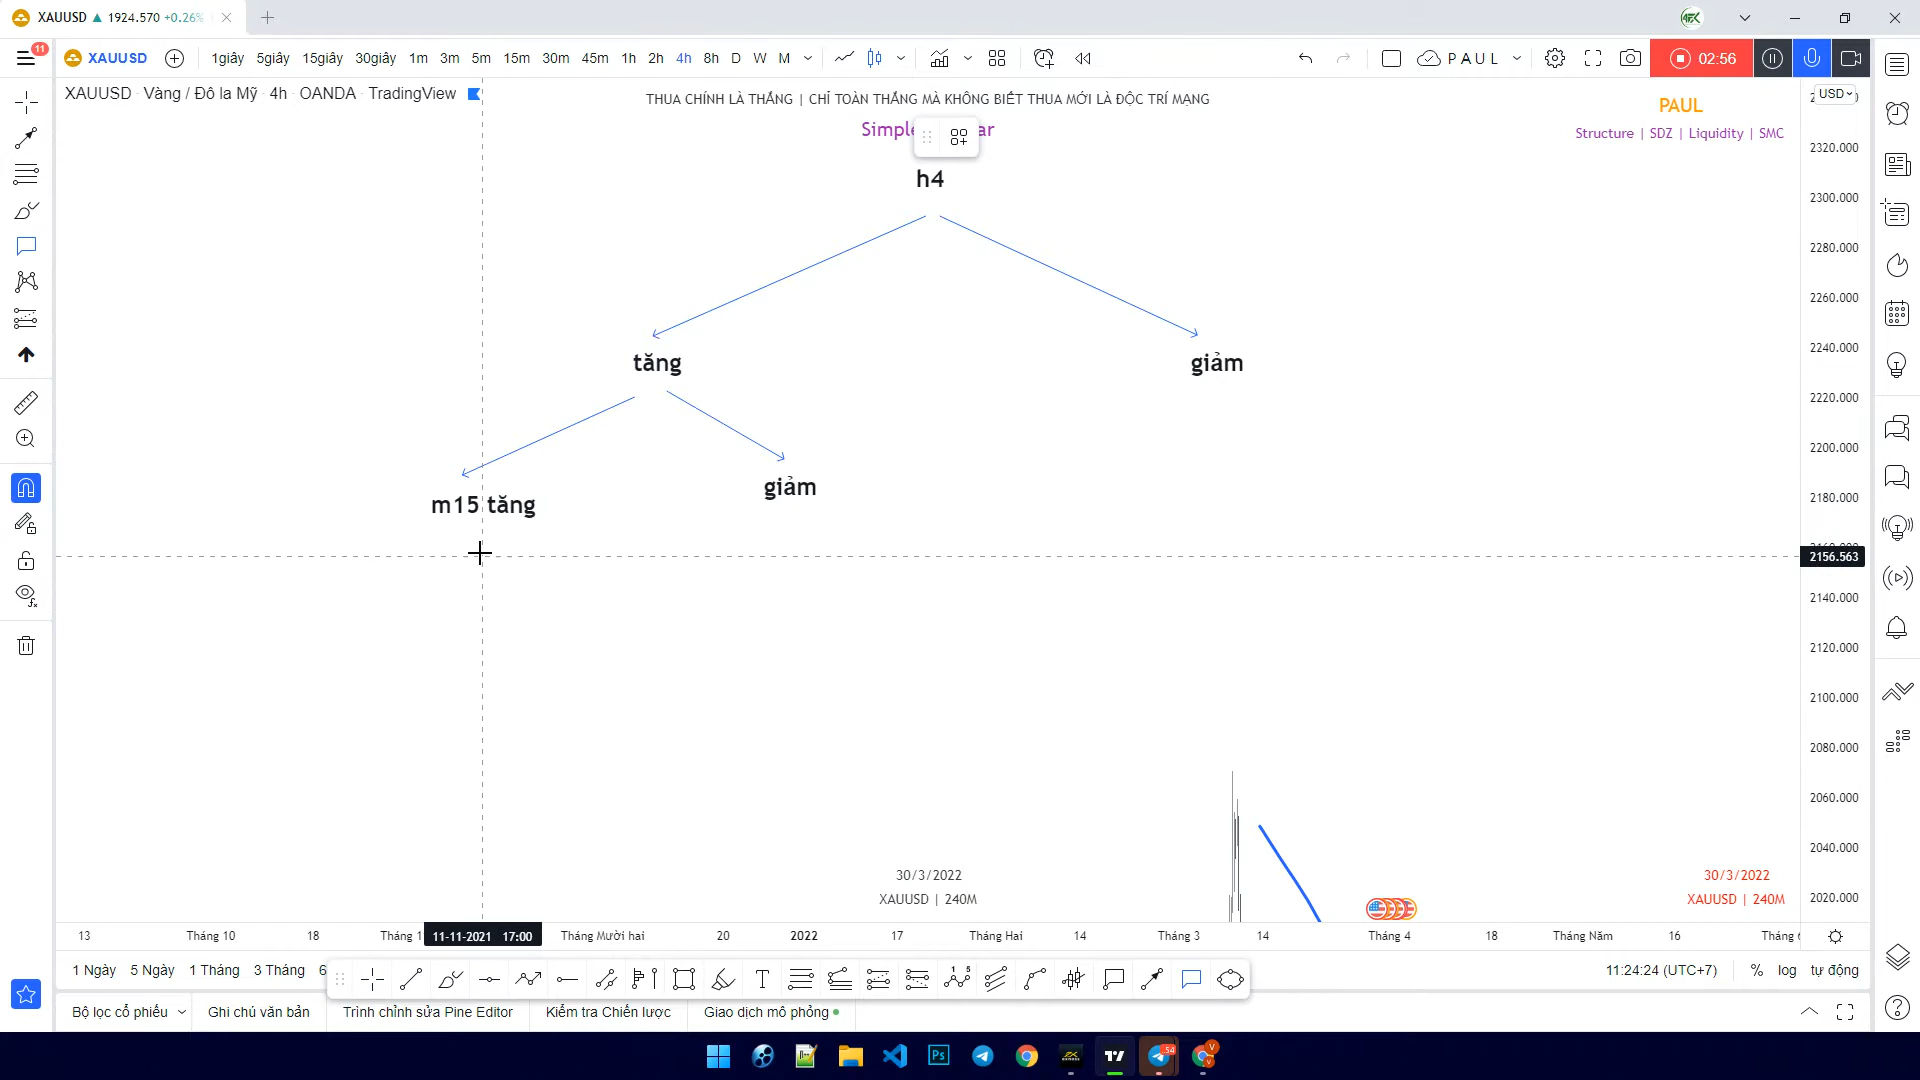 XAUUSD ▲ 1924.570 +0.26%
11
XAUUSD
1giây 5giây 15giây 30giây 1m 3m 5m 15m 30m 45m 1h 2h 4h 8h D W M
PAUL
02:56
XAUUSD · Vàng / Đô la Mỹ · 4h · OANDA · TradingView
THUA CHÍNH LÀ THẮNG | CHỈ TOÀN THẮNG MÀ KHÔNG BIẾT THUA MỚI LÀ ĐỘC TRÍ MẠNG
USD
PAUL
Structure | SDZ | Liquidity | SMC
h4
tăng
giảm
m15 tăng
giảm
2320.000
2300.000
2280.000
2260.000
2240.000
2220.000
2200.000
2180.000
2156.563
2140.000
2120.000
2100.000
2080.000
2060.000
2040.000
2020.000
30/3/2022
XAUUSD | 240M
30/3/2022
XAUUSD | 240M
13 Tháng 10 18 11-11-2021 17:00 Tháng Mười hai 20 2022 17 Tháng Hai 14 Tháng 3 14 Tháng 4 18 Tháng Năm 16
1 Ngày 5 Ngày 1 Tháng 3 Tháng
11:24:24 (UTC+7) % log tự động
Bộ lọc cổ phiếu Ghi chú văn bản Trình chỉnh sửa Pine Editor Kiểm tra Chiến lược Giao dịch mô phỏng
Ps
54